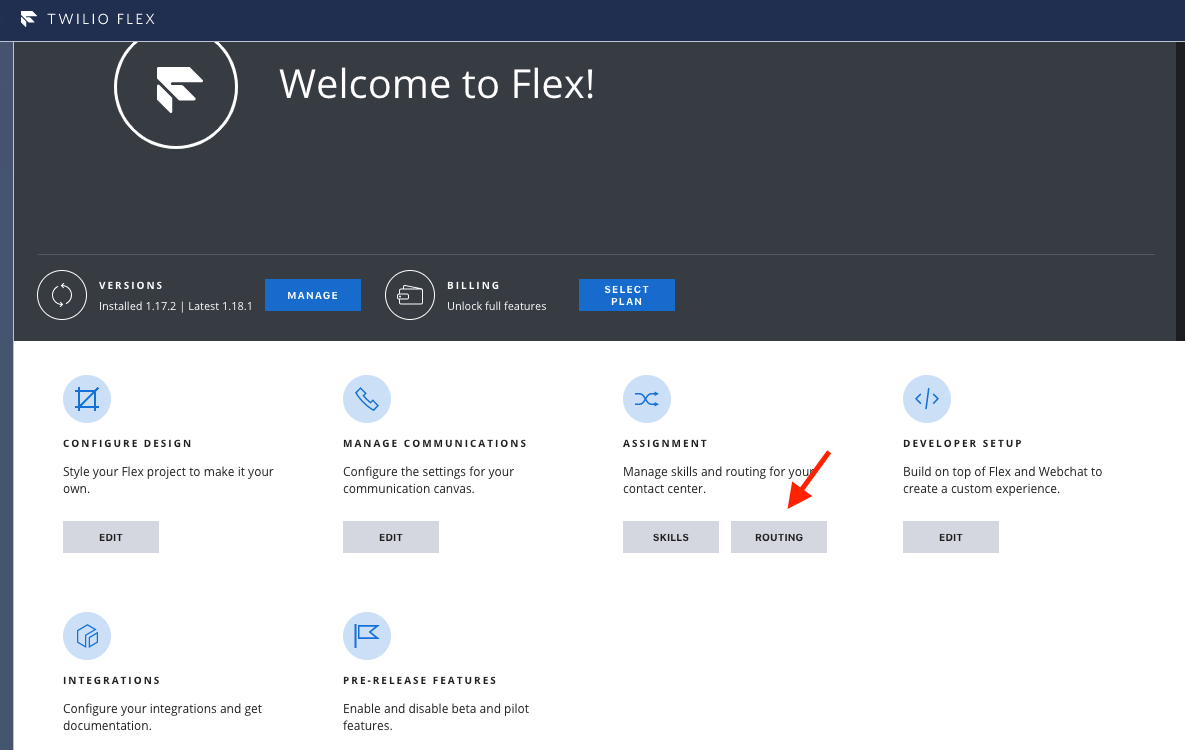 TWILIO FLEX
Welcome to Flex!
VERSIONS
Installed 1.17.2 | Latest 1.18.1
MANAGE
BILLING
Unlock full features
SELECT
PLAN
CONFIGURE DESIGN
Style your Flex project to make it your
own.
EDIT
MANAGE COMMUNICATIONS
Configure the settings for your
communication canvas.
EDIT
ASSIGNMENT
Manage skills and routing for your
contact center.
SKILLS
ROUTING
DEVELOPER SETUP
Build on top of Flex and Webchat to
create a custom experience.
EDIT
INTEGRATIONS
Configure your integrations and get
documentation.
PRE-RELEASE FEATURES
Enable and disable beta and pilot
features.